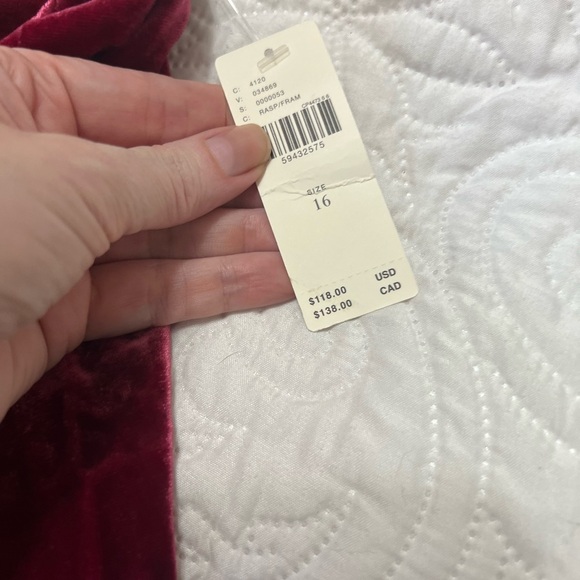 C: 4120
V: 034869
S: 0000053
C: RASP/FRAM
59432575
SIZE
16
$118.00 USD
$138.00 CAD